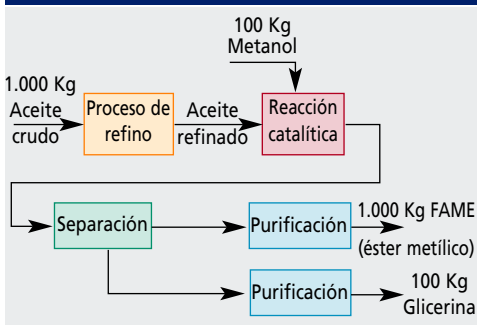 100 Kg
Metanol
1.000 Kg
Aceite
crudo
Proceso de
refino
Aceite
refinado
Reacción
catalítica
Separación
Purificación
1.000 Kg FAME
(éster metílico)
Purificación
100 Kg
Glicerina